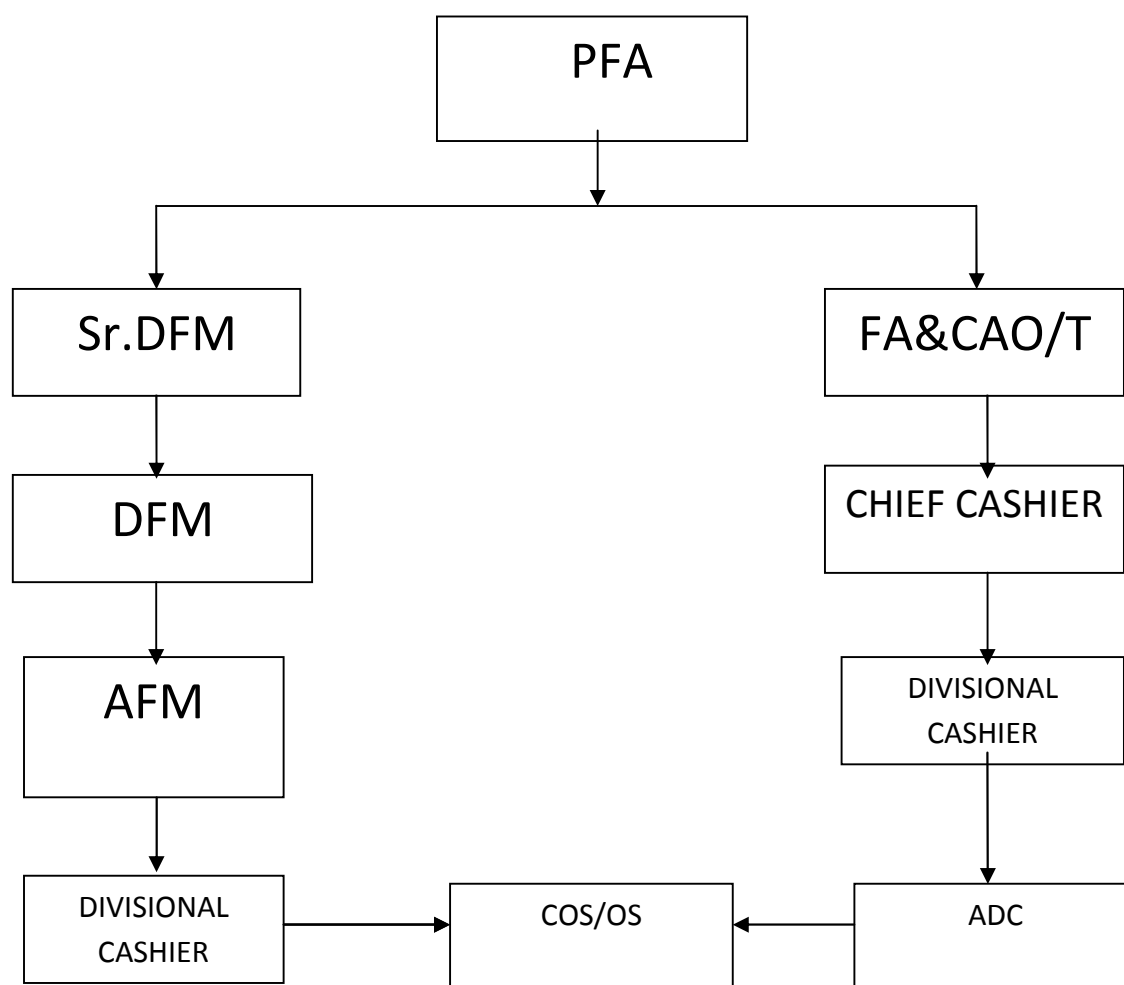 PFA
Sr.DFM
FA&CAO/T
DFM
CHIEF CASHIER
AFM
DIVISIONAL
CASHIER
DIVISIONAL
CASHIER
COS/OS
ADC